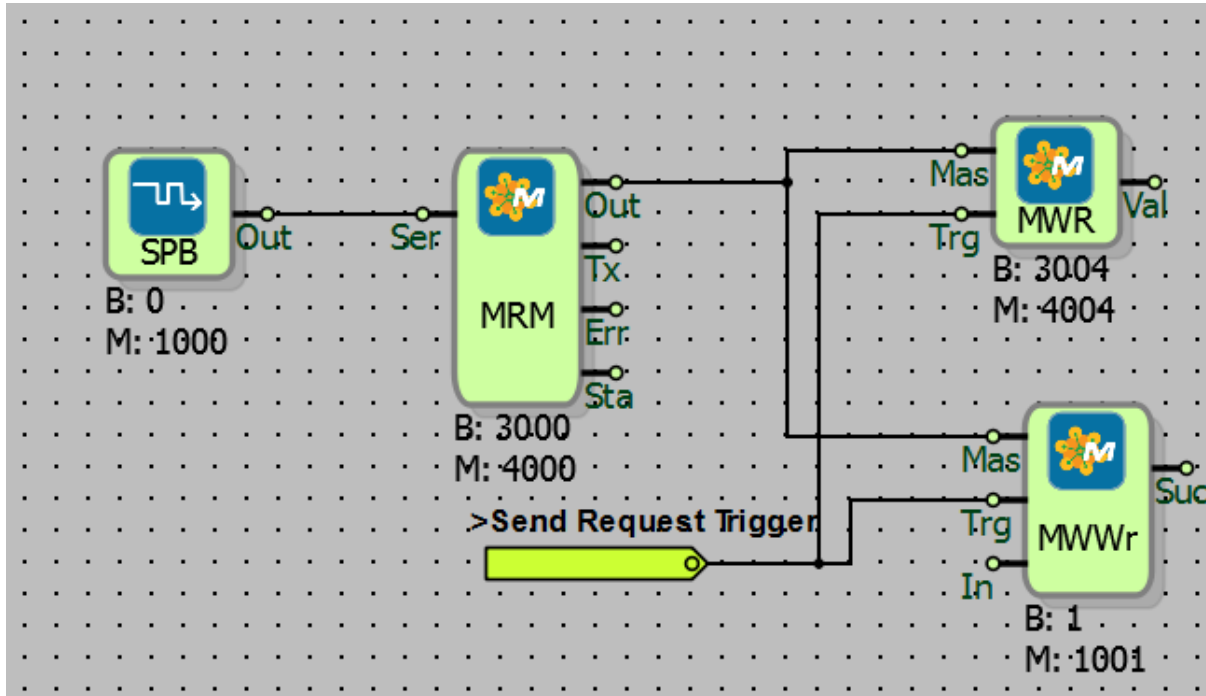 SPB
Out
B: 0
M: 1000
Ser
MRM
Out
Tx
Err
Sta
B: 3000
M: 4000
>Send Request Trigger
Mas
Trg
M
MWR
Val
B: 3004
M: 4004
Mas
Trg
In
M
MWWr
Suc
B: 1
M: 1001